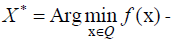 X* = Arg min f(x) -
x∈Q